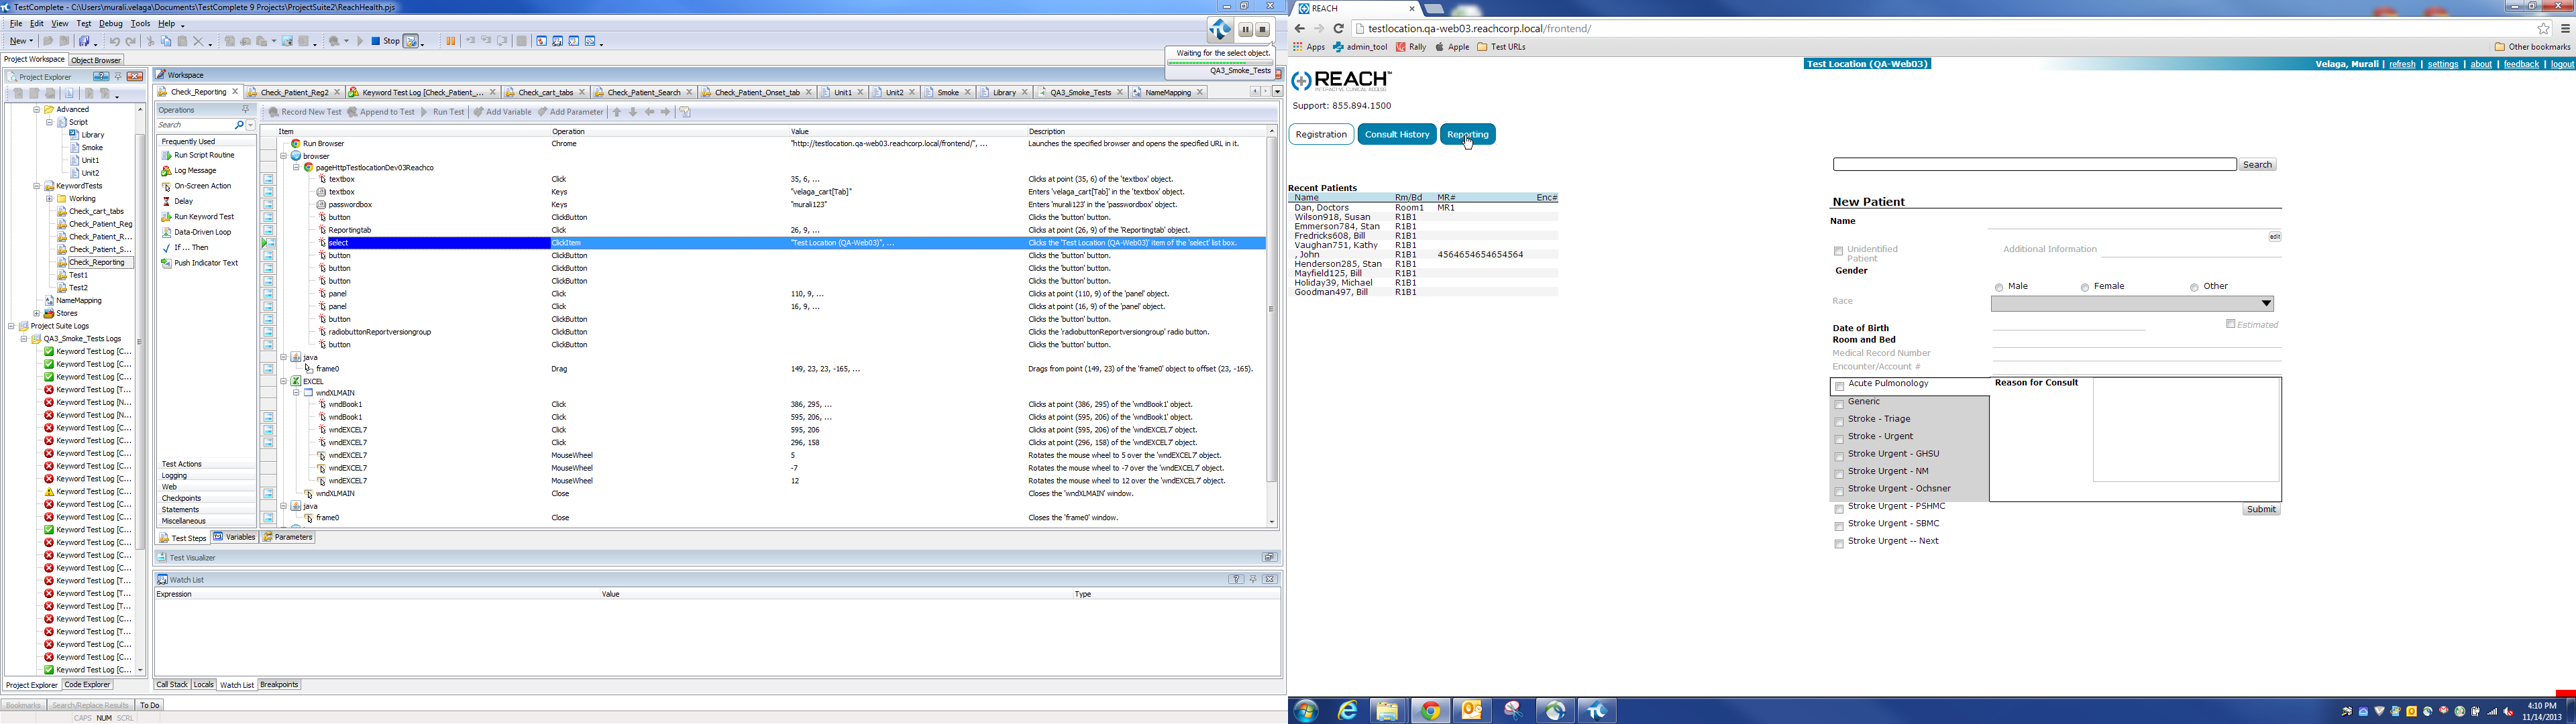 TestComplete - C:\Users\murali.velaga\Documents\TestComplete 9 Projects\ProjectSuite2\ReachHealth.pjs
File Edit View Test Debug Tools Help
New Stop
Waiting for the select object.
QA3_Smoke_Tests
Project Workspace Object Browser
Project Explorer
Advanced
Script
Library
Smoke
Unit1
Unit2
KeywordTests
Working
Check_cart_tabs
Check_Patient_Reg
Check_Patient_R...
Check_Patient_S...
Check_Reporting
Test1
Test2
NameMapping
Stores
Project Suite Logs
QA3_Smoke_Tests Logs
Keyword Test Log [C...
Keyword Test Log [C...
Keyword Test Log [C...
Keyword Test Log [T...
Keyword Test Log [N...
Keyword Test Log [N...
Keyword Test Log [C...
Keyword Test Log [C...
Keyword Test Log [C...
Keyword Test Log [C...
Keyword Test Log [C...
Keyword Test Log [C...
Keyword Test Log [C...
Keyword Test Log [C...
Keyword Test Log [C...
Keyword Test Log [C...
Keyword Test Log [C...
Keyword Test Log [C...
Keyword Test Log [T...
Keyword Test Log [T...
Keyword Test Log [T...
Keyword Test Log [C...
Keyword Test Log [T...
Keyword Test Log [C...
Keyword Test Log [C...
Keyword Test Log [C...
Project Explorer Code Explorer
Bookmarks Search/Replace Results To Do
CAPS NUM SCRL
Workspace
Check_Reporting Check_Patient_Reg2 Keyword Test Log [Check_Patient_... Check_cart_tabs Check_Patient_Search Check_Patient_Onset_tab Unit1 Unit2 Smoke Library QA3_Smoke_Tests NameMapping
Operations
Search
Frequently Used
Run Script Routine
Log Message
On-Screen Action
Delay
Run Keyword Test
Data-Driven Loop
If ... Then
Push Indicator Text
Test Actions
Logging
Web
Checkpoints
Statements
Miscellaneous
Record New Test Append to Test Run Test Add Variable Add Parameter
Item Operation Value Description
Run Browser Chrome "http://testlocation.qa-web03.reachcorp.local/frontend/", ... Launches the specified browser and opens the specified URL in it.
browser
pageHttpTestlocationDev03Reachco
textbox Click 35, 6, ... Clicks at point (35, 6) of the 'textbox' object.
textbox Keys "velaga_cart[Tab]" Enters 'velaga_cart[Tab]' in the 'textbox' object.
passwordbox Keys "murali123" Enters 'murali123' in the 'passwordbox' object.
button ClickButton Clicks the 'button' button.
Reportingtab Click 26, 9, ... Clicks at point (26, 9) of the 'Reportingtab' object.
select ClickItem "Test Location (QA-Web03)", ... Clicks the 'Test Location (QA-Web03)' item of the 'select' list box.
button ClickButton Clicks the 'button' button.
button ClickButton Clicks the 'button' button.
button ClickButton Clicks the 'button' button.
panel Click 110, 9, ... Clicks at point (110, 9) of the 'panel' object.
panel Click 16, 9, ... Clicks at point (16, 9) of the 'panel' object.
button ClickButton Clicks the 'button' button.
radiobuttonReportversiongroup ClickButton Clicks the 'radiobuttonReportversiongroup' radio button.
button ClickButton Clicks the 'button' button.
java
frame0 Drag 149, 23, 23, -165, ... Drags from point (149, 23) of the 'frame0' object to offset (23, -165).
EXCEL
wndXLMAIN
wndBook1 Click 386, 295, ... Clicks at point (386, 295) of the 'wndBook1' object.
wndBook1 Click 595, 206, ... Clicks at point (595, 206) of the 'wndBook1' object.
wndEXCEL7 Click 595, 206 Clicks at point (595, 206) of the 'wndEXCEL7' object.
wndEXCEL7 Click 296, 158 Clicks at point (296, 158) of the 'wndEXCEL7' object.
wndEXCEL7 MouseWheel 5 Rotates the mouse wheel to 5 over the 'wndEXCEL7' object.
wndEXCEL7 MouseWheel -7 Rotates the mouse wheel to -7 over the 'wndEXCEL7' object.
wndEXCEL7 MouseWheel 12 Rotates the mouse wheel to 12 over the 'wndEXCEL7' object.
wndXLMAIN Close Closes the 'wndXLMAIN' window.
java
frame0 Close Closes the 'frame0' window.
Test Steps Variables Parameters
Test Visualizer
Watch List
Expression Value Type
Call Stack Locals Watch List Breakpoints
REACH
testlocation.qa-web03.reachcorp.local/frontend/
Apps admin_tool Rally Apple Test URLs Other bookmarks
Test Location (QA-Web03) Velaga, Murali | refresh | settings | about | feedback | logout
REACH™
INTERACTIVE CLINICAL ACCESS
Support: 855.894.1500
Registration Consult History Reporting
Search
Recent Patients
Name Rm/Bd MR# Enc#
Dan, Doctors Room1 MR1
Wilson918, Susan R1B1
Emmerson784, Stan R1B1
Fredricks608, Bill R1B1
Vaughan751, Kathy R1B1
, John R1B1 4564654654654564
Henderson285, Stan R1B1
Mayfield125, Bill R1B1
Holiday39, Michael R1B1
Goodman497, Bill R1B1
New Patient
Name
edit
Unidentified Patient Additional Information
Gender
Male Female Other
Race
Date of Birth Estimated
Room and Bed
Medical Record Number
Encounter/Account #
Acute Pulmonology Reason for Consult
Generic
Stroke - Triage
Stroke - Urgent
Stroke Urgent - GHSU
Stroke Urgent - NM
Stroke Urgent - Ochsner
Stroke Urgent - PSHMC
Stroke Urgent - SBMC
Stroke Urgent -- Next
Submit
4:10 PM
11/14/2013